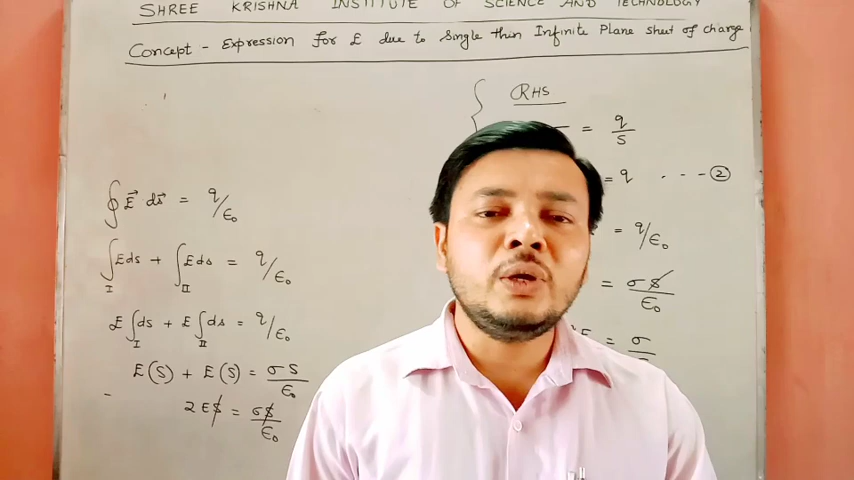 SHREE KRISHNA INSTITUTE OF SCIENCE AND TECHNOLOGY
Concept - Expression for E due to Single thin Infinite Plane sheet of charge
∮E⃗ ds⃗ = q/ε₀
∫Eds + ∫Eds = q/ε₀
I II
E∫ds + E∫ds = q/ε₀
I II
E(S) + E(S) = σS/ε₀
2ES = σS/ε₀
RHS
= q/S
= q ---- ②
= q/ε₀
= σS/ε₀
= σ